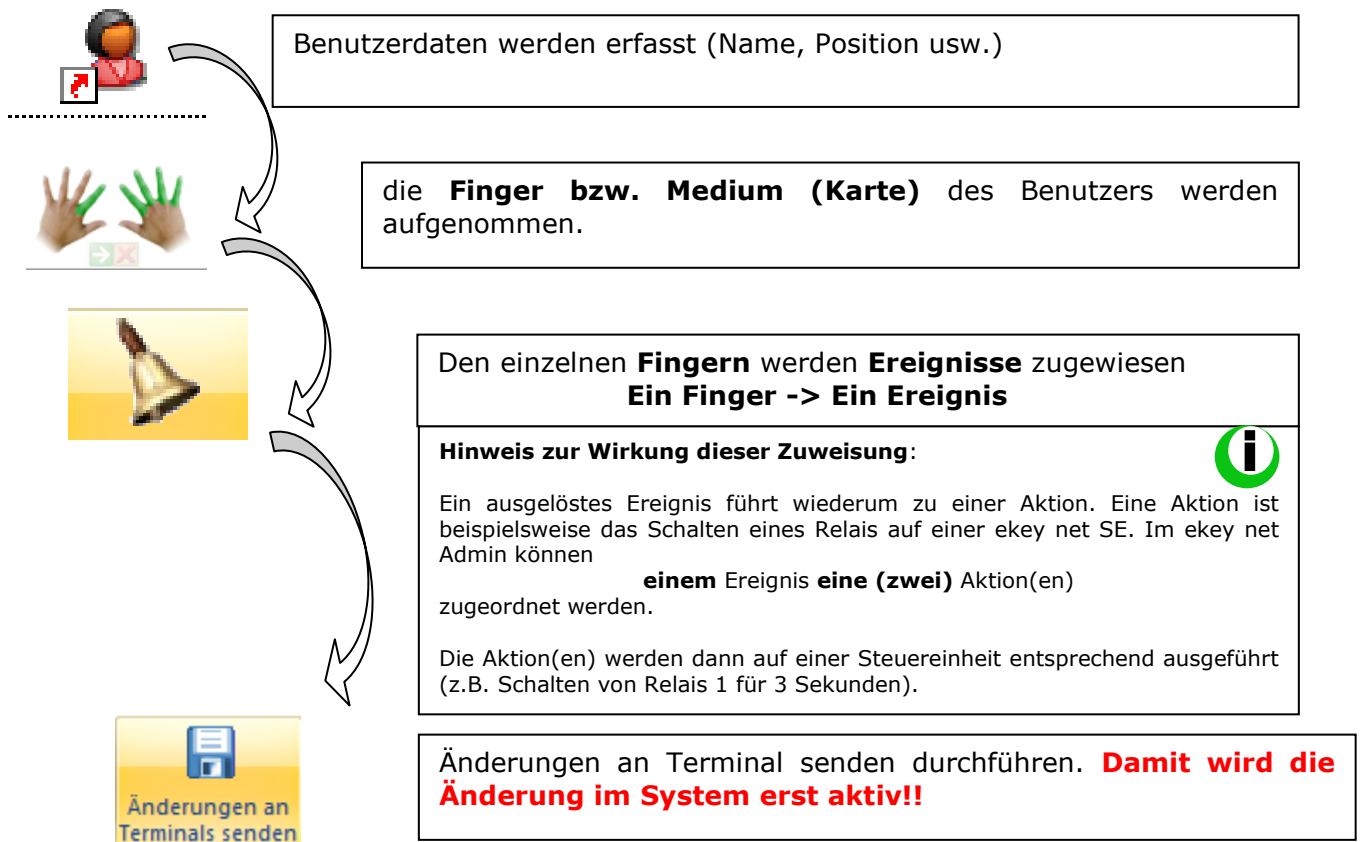 Benutzerdaten werden erfasst (Name, Position usw.)
die Finger bzw. Medium (Karte) des Benutzers werden
aufgenommen.
Den einzelnen Fingern werden Ereignisse zugewiesen
Ein Finger -> Ein Ereignis
Hinweis zur Wirkung dieser Zuweisung:
i
Ein ausgelöstes Ereignis führt wiederum zu einer Aktion. Eine Aktion ist
beispielsweise das Schalten eines Relais auf einer ekey net SE. Im ekey net
Admin können
einem Ereignis eine (zwei) Aktion(en)
zugeordnet werden.
Die Aktion(en) werden dann auf einer Steuereinheit entsprechend ausgeführt
(z.B. Schalten von Relais 1 für 3 Sekunden).
Änderungen an
Terminals senden
Änderungen an Terminal senden durchführen. Damit wird die
Änderung im System erst aktiv!!